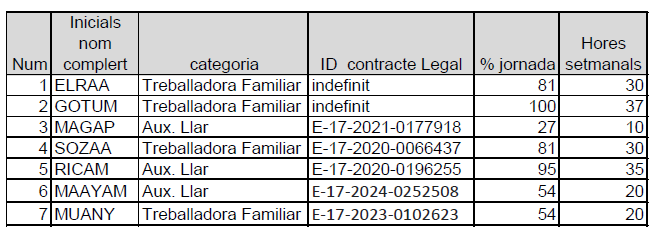 Num Inicials nom complert categoria ID contracte Legal % jornada Hores setmanals
1 ELRAA Treballadora Familiar indefinit 81 30
2 GOTUM Treballadora Familiar indefinit 100 37
3 MAGAP Aux. Llar E-17-2021-0177918 27 10
4 SOZAA Treballadora Familiar E-17-2020-0066437 81 30
5 RICAM Aux. Llar E-17-2020-0196255 95 35
6 MAAYAM Aux. Llar E-17-2024-0252508 54 20
7 MUANY Treballadora Familiar E-17-2023-0102623 54 20